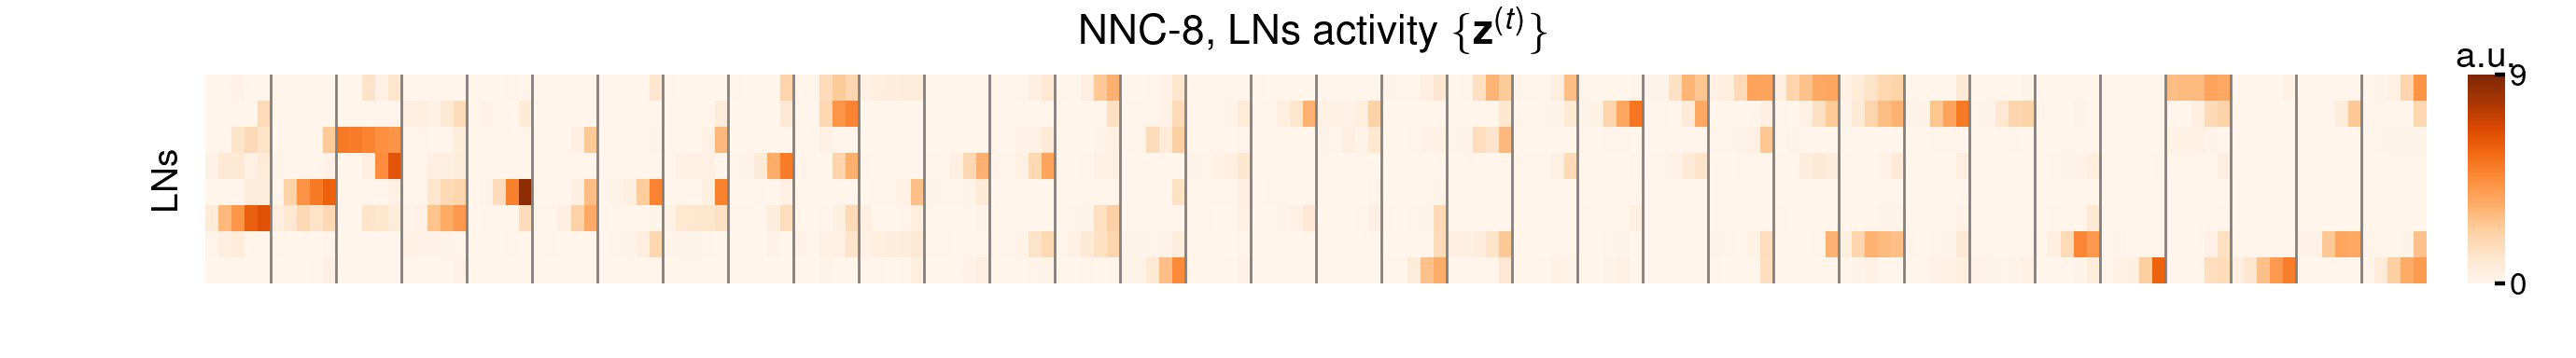 NNC-8, LNs activity {𝐳⁽ᵗ⁾}
a.u.
9
LNs
0